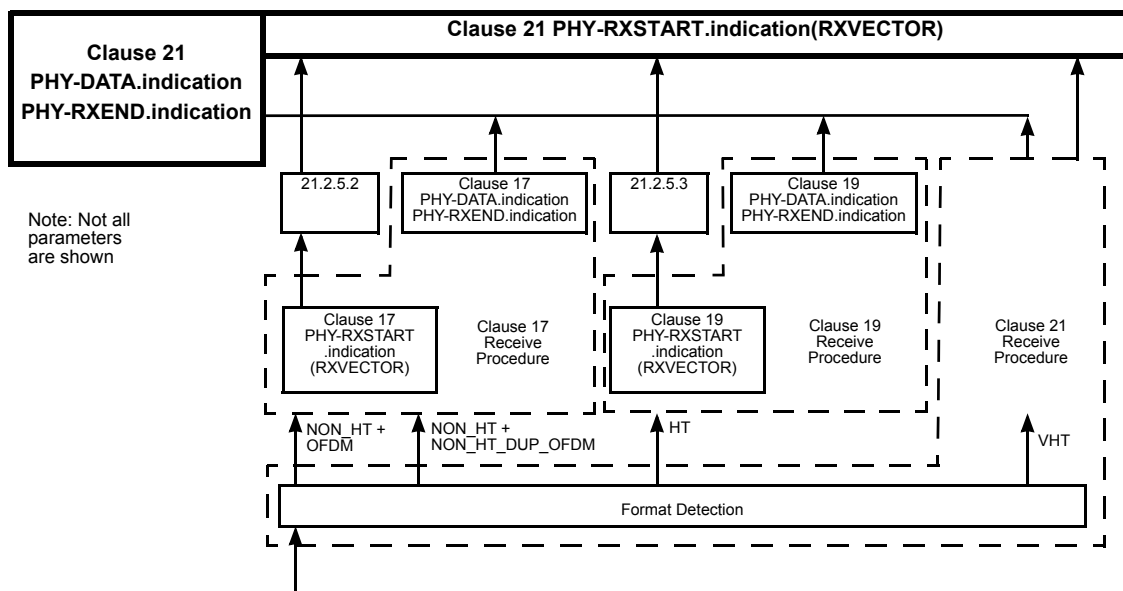 Clause 21
PHY-DATA.indication
PHY-RXEND.indication
Clause 21 PHY-RXSTART.indication(RXVECTOR)
Note: Not all
parameters
are shown
21.2.5.2
Clause 17
PHY-DATA.indication
PHY-RXEND.indication
21.2.5.3
Clause 19
PHY-DATA.indication
PHY-RXEND.indication
Clause 17
PHY-RXSTART
.indication
(RXVECTOR)
Clause 17
Receive
Procedure
Clause 19
PHY-RXSTART
.indication
(RXVECTOR)
Clause 19
Receive
Procedure
Clause 21
Receive
Procedure
NON_HT +
OFDM
NON_HT +
NON_HT_DUP_OFDM
HT
VHT
Format Detection